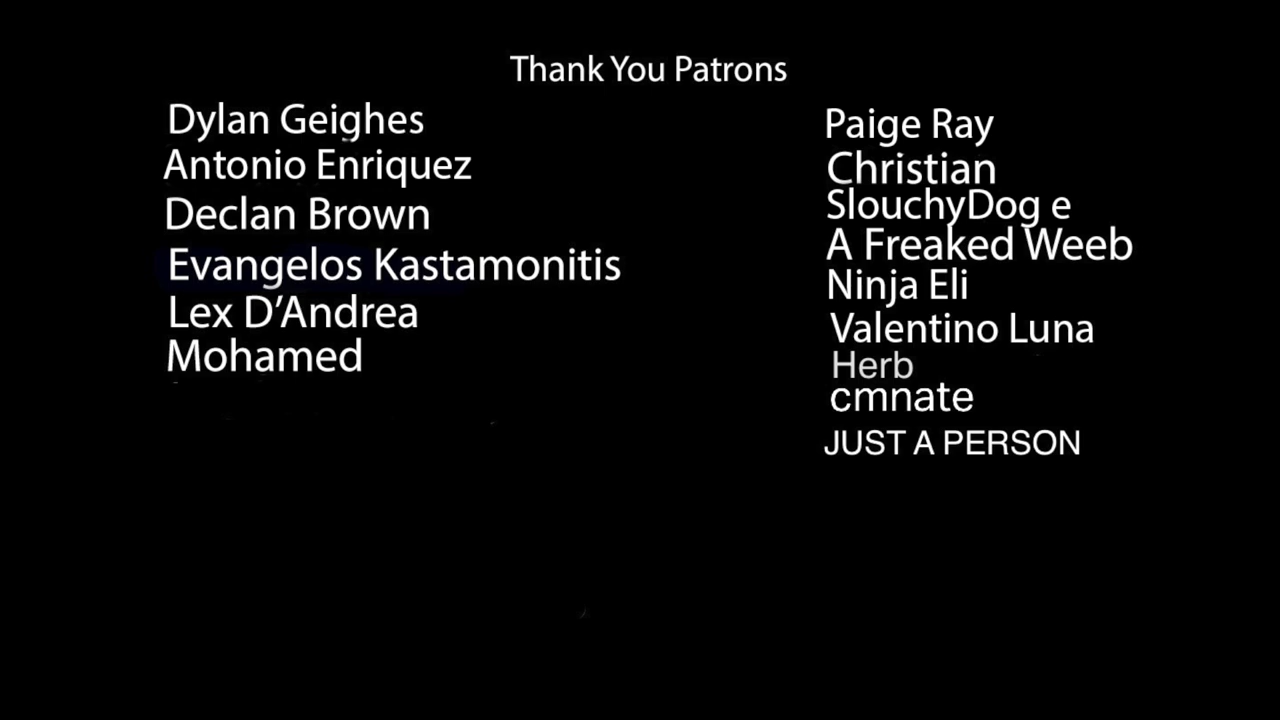 Thank You Patrons
Dylan Geighes
Antonio Enriquez
Declan Brown
Evangelos Kastamonitis
Lex D’Andrea
Mohamed
Paige Ray
Christian
SlouchyDog e
A Freaked Weeb
Ninja Eli
Valentino Luna
Herb
cmnate
JUST A PERSON